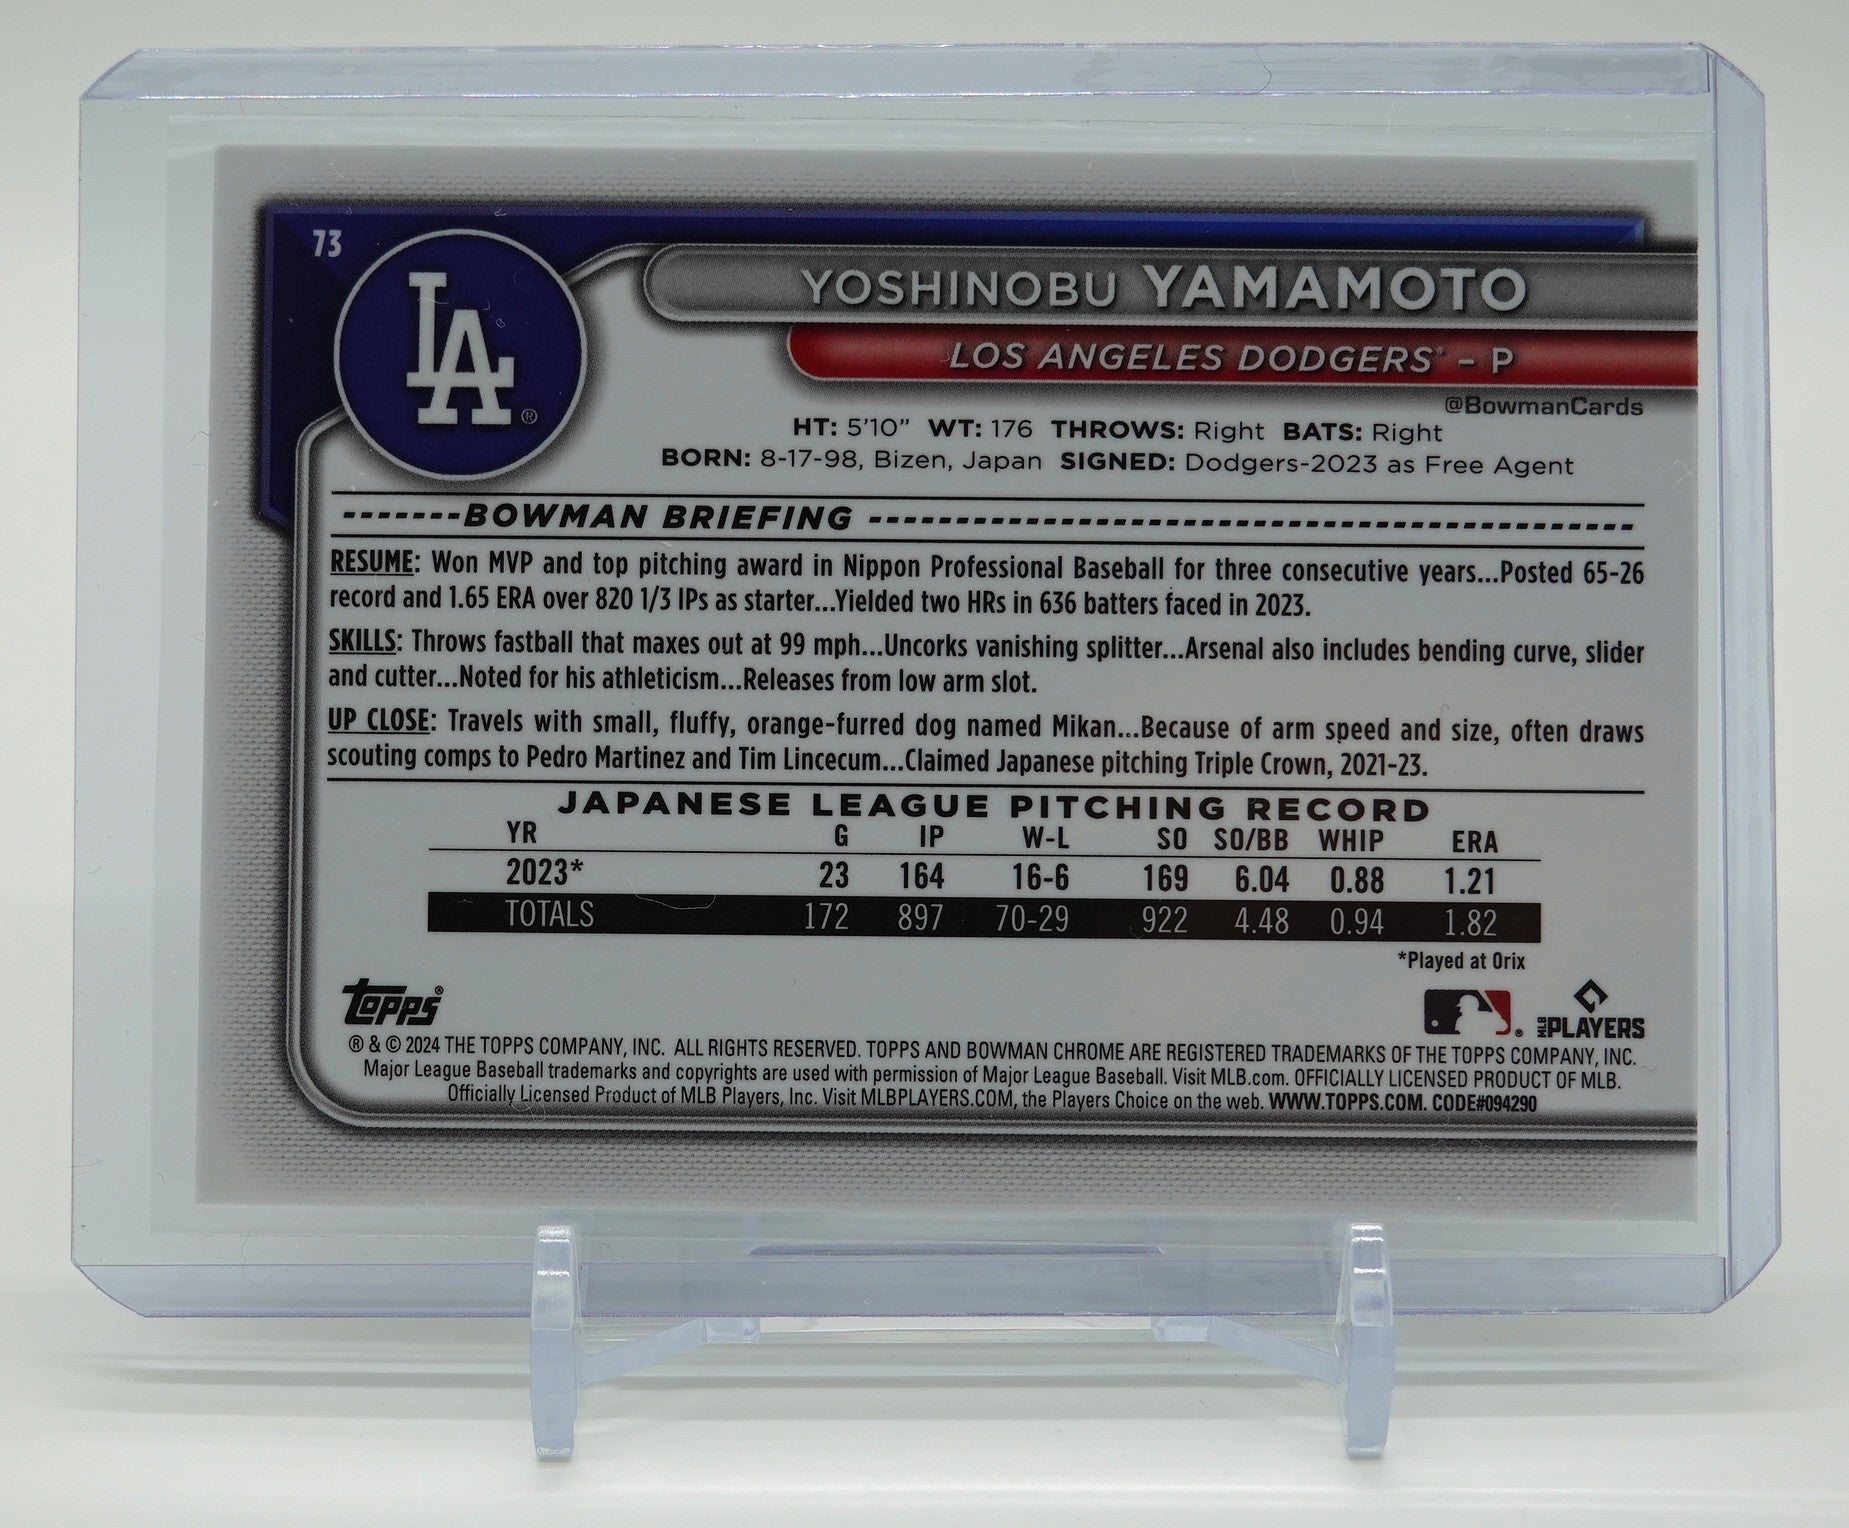 73
LA®
YOSHINOBU YAMAMOTO
LOS ANGELES DODGERS® – P
@BowmanCards
HT: 5'10" WT: 176 THROWS: Right BATS: Right
BORN: 8-17-98, Bizen, Japan SIGNED: Dodgers-2023 as Free Agent
-------BOWMAN BRIEFING --------------------------------------------
RESUME: Won MVP and top pitching award in Nippon Professional Baseball for three consecutive years...Posted 65-26
record and 1.65 ERA over 820 1/3 IPs as starter...Yielded two HRs in 636 batters faced in 2023.
SKILLS: Throws fastball that maxes out at 99 mph...Uncorks vanishing splitter...Arsenal also includes bending curve, slider
and cutter...Noted for his athleticism...Releases from low arm slot.
UP CLOSE: Travels with small, fluffy, orange-furred dog named Mikan...Because of arm speed and size, often draws
scouting comps to Pedro Martinez and Tim Lincecum...Claimed Japanese pitching Triple Crown, 2021-23.
JAPANESE LEAGUE PITCHING RECORD
YR G IP W-L SO SO/BB WHIP ERA
2023* 23 164 16-6 169 6.04 0.88 1.21
TOTALS 172 897 70-29 922 4.48 0.94 1.82
*Played at Orix
Topps®
® MLB PLAYERS
® & © 2024 THE TOPPS COMPANY, INC. ALL RIGHTS RESERVED. TOPPS AND BOWMAN CHROME ARE REGISTERED TRADEMARKS OF THE TOPPS COMPANY, INC.
Major League Baseball trademarks and copyrights are used with permission of Major League Baseball. Visit MLB.com. OFFICIALLY LICENSED PRODUCT OF MLB.
Officially Licensed Product of MLB Players, Inc. Visit MLBPLAYERS.COM, the Players Choice on the web. WWW.TOPPS.COM. CODE#094290